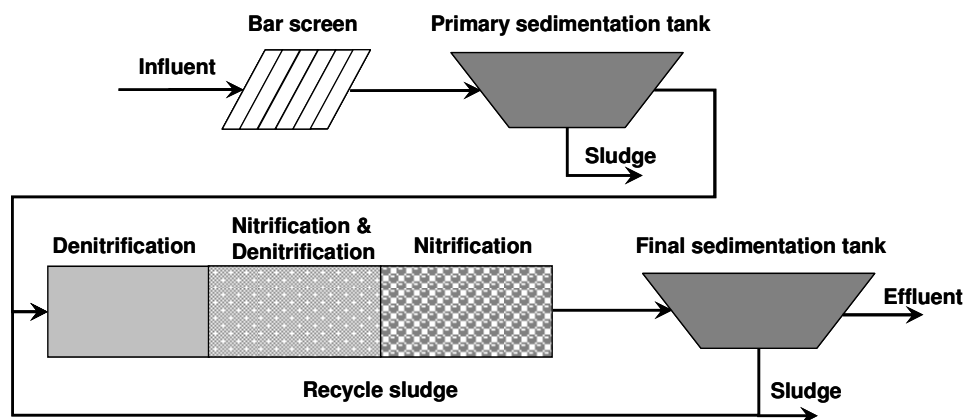 Bar screen
Primary sedimentation tank
Influent
Sludge
Denitrification
Nitrification &
Denitrification
Nitrification
Final sedimentation tank
Effluent
Recycle sludge
Sludge